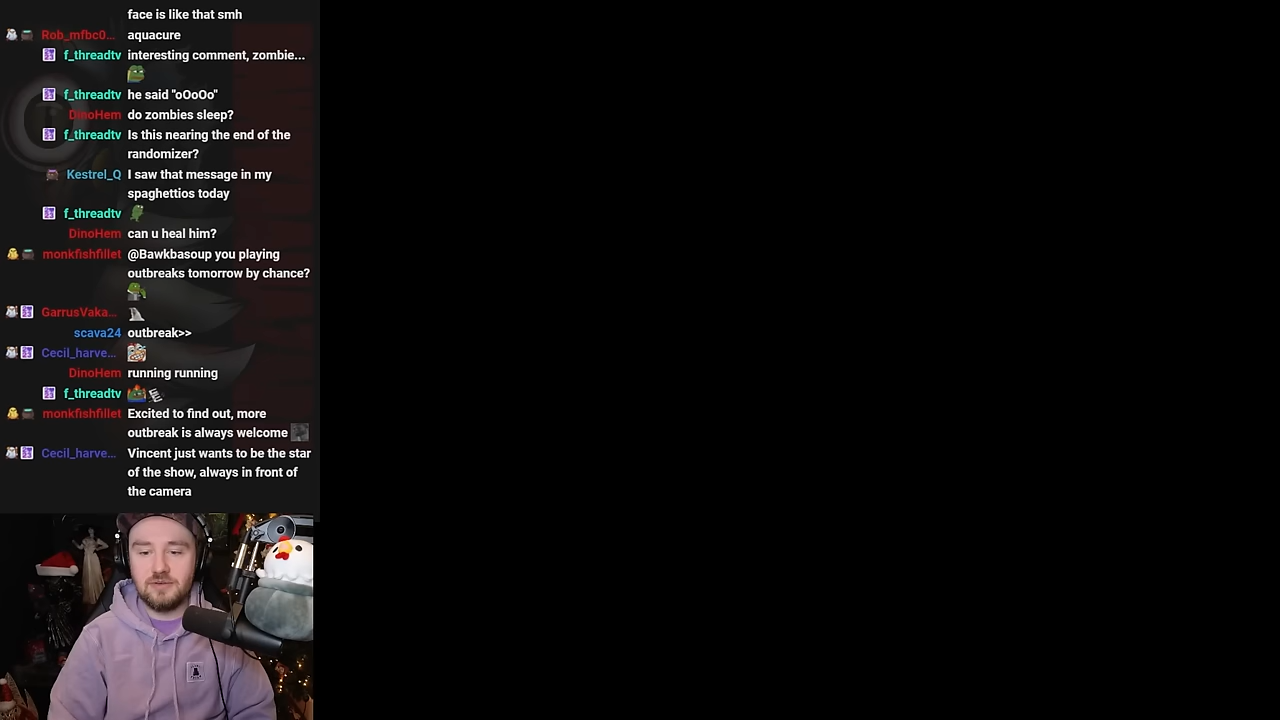 face is like that smh
Rob_mfbc0... aquacure
f_threadtv interesting comment, zombie...
f_threadtv he said "oOoOo"
DinoHem do zombies sleep?
f_threadtv Is this nearing the end of the
randomizer?
Kestrel_Q I saw that message in my
spaghettios today
f_threadtv
DinoHem can u heal him?
monkfishfillet @Bawkbasoup you playing
outbreaks tomorrow by chance?
GarrusVaka...
scava24 outbreak>>
Cecil_harve...
DinoHem running running
f_threadtv
monkfishfillet Excited to find out, more
outbreak is always welcome
Cecil_harve... Vincent just wants to be the star
of the show, always in front of
the camera